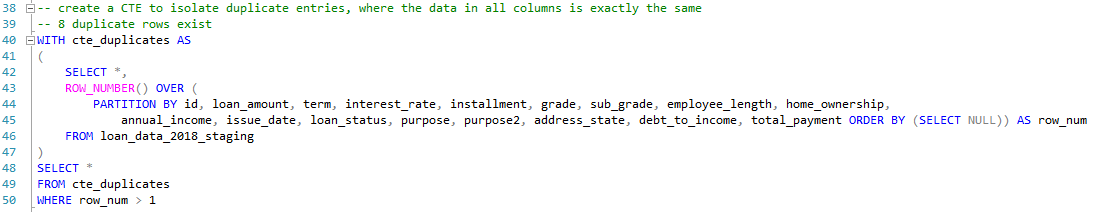 38 -- create a CTE to isolate duplicate entries, where the data in all columns is exactly the same
39 -- 8 duplicate rows exist
40 WITH cte_duplicates AS
41 (
42 SELECT *,
43 ROW_NUMBER() OVER (
44 PARTITION BY id, loan_amount, term, interest_rate, installment, grade, sub_grade, employee_length, home_ownership,
45 annual_income, issue_date, loan_status, purpose, purpose2, address_state, debt_to_income, total_payment ORDER BY (SELECT NULL)) AS row_num
46 FROM loan_data_2018_staging
47 )
48 SELECT *
49 FROM cte_duplicates
50 WHERE row_num > 1